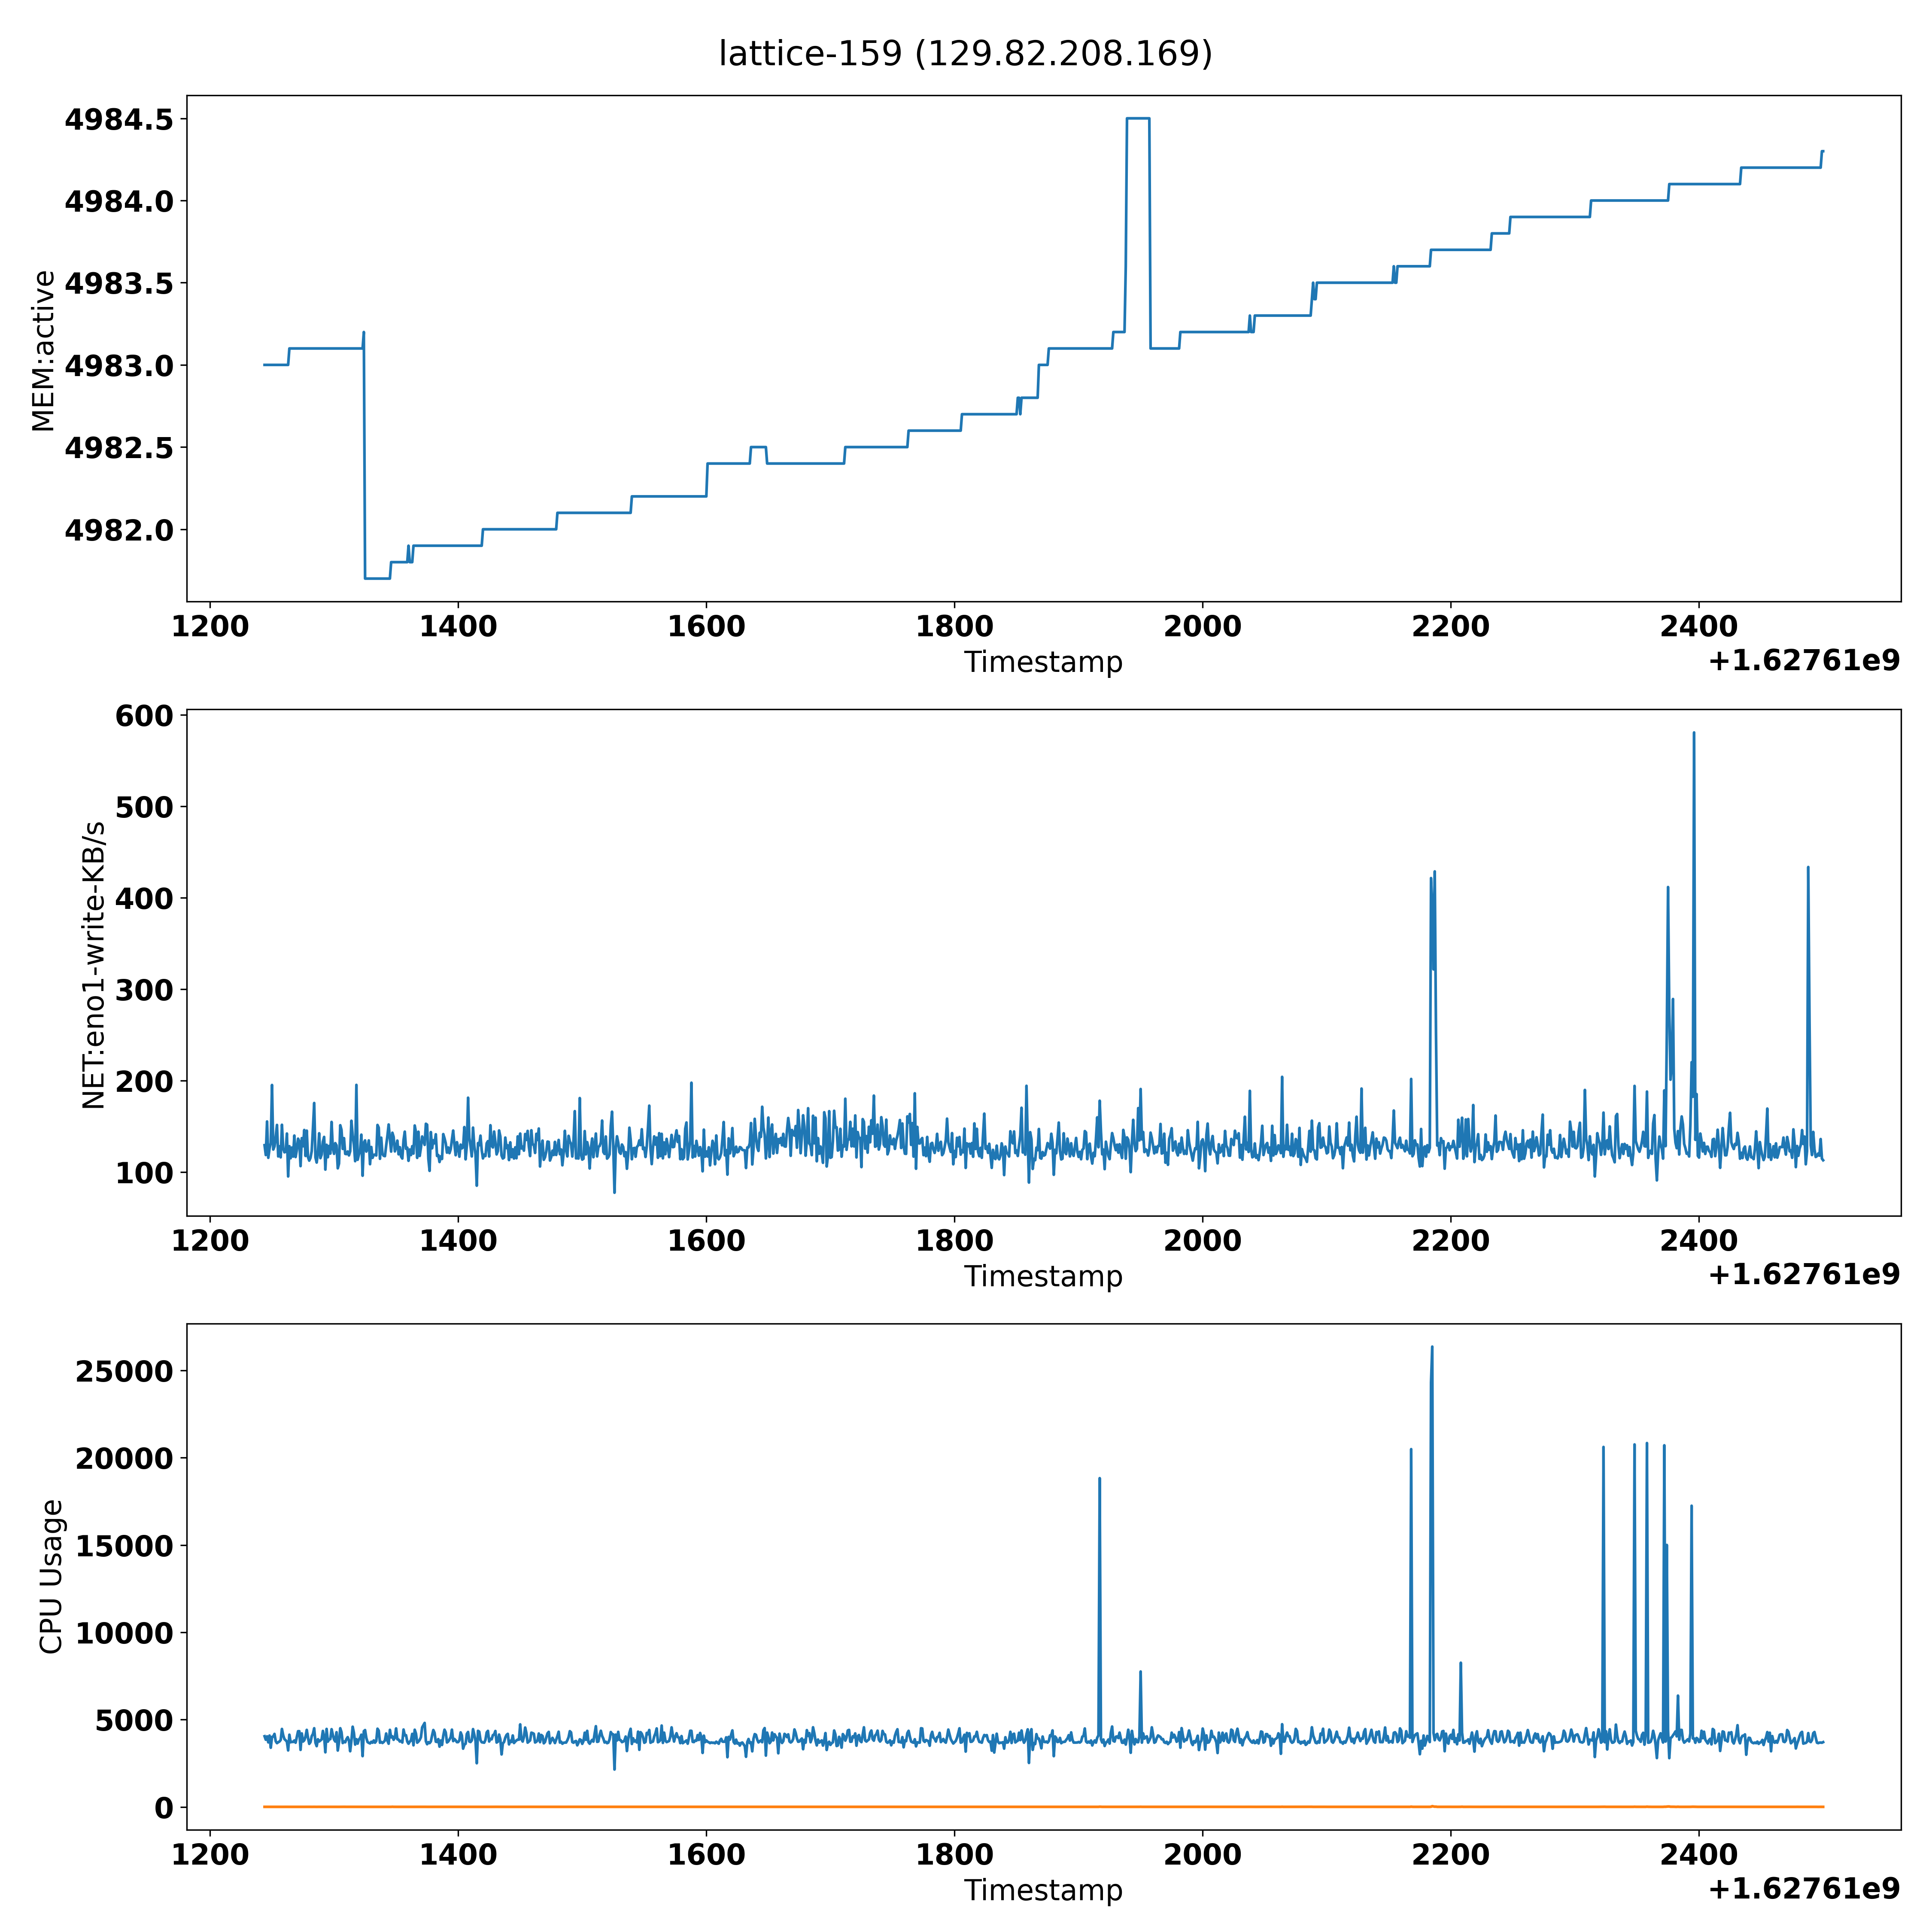 lattice-159 (129.82.208.169)
4984.5
4984.0
4983.5
4983.0
4982.5
4982.0
MEM:active
1200 1400 1600 1800 2000 2200 2400
Timestamp
+1.62761e9
600
500
400
300
200
100
NET:eno1-write-KB/s
1200 1400 1600 1800 2000 2200 2400
Timestamp
+1.62761e9
25000
20000
15000
10000
5000
0
CPU Usage
1200 1400 1600 1800 2000 2200 2400
Timestamp
+1.62761e9